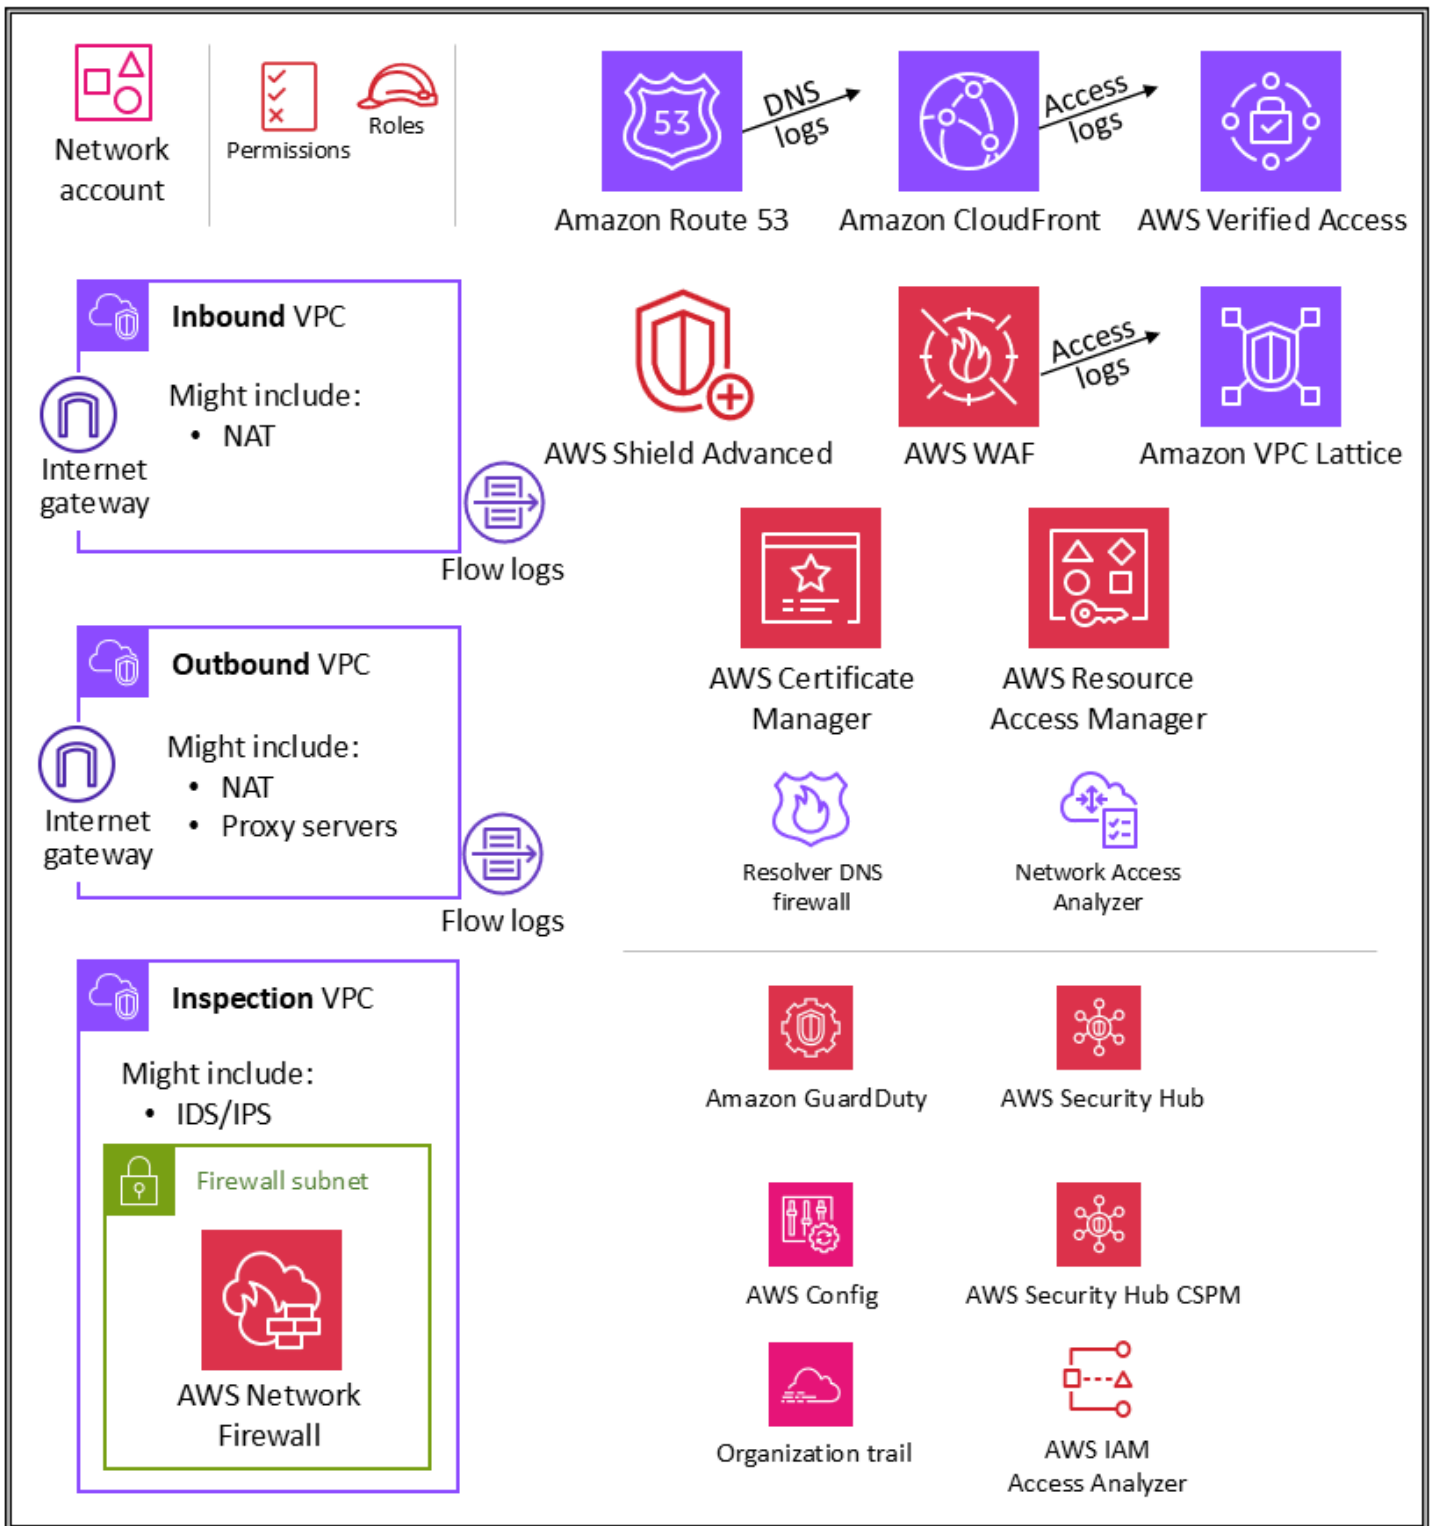 Network
account
Permissions
Roles
53
DNS
logs
Access
logs
Amazon Route 53
Amazon CloudFront
AWS Verified Access
Inbound VPC
Might include:
• NAT
Internet
gateway
Flow logs
Access
logs
AWS Shield Advanced
AWS WAF
Amazon VPC Lattice
AWS Certificate
Manager
AWS Resource
Access Manager
Outbound VPC
Might include:
• NAT
• Proxy servers
Internet
gateway
Flow logs
Resolver DNS
firewall
Network Access
Analyzer
Inspection VPC
Might include:
• IDS/IPS
Firewall subnet
AWS Network
Firewall
Amazon GuardDuty
AWS Security Hub
AWS Config
AWS Security Hub CSPM
Organization trail
AWS IAM
Access Analyzer